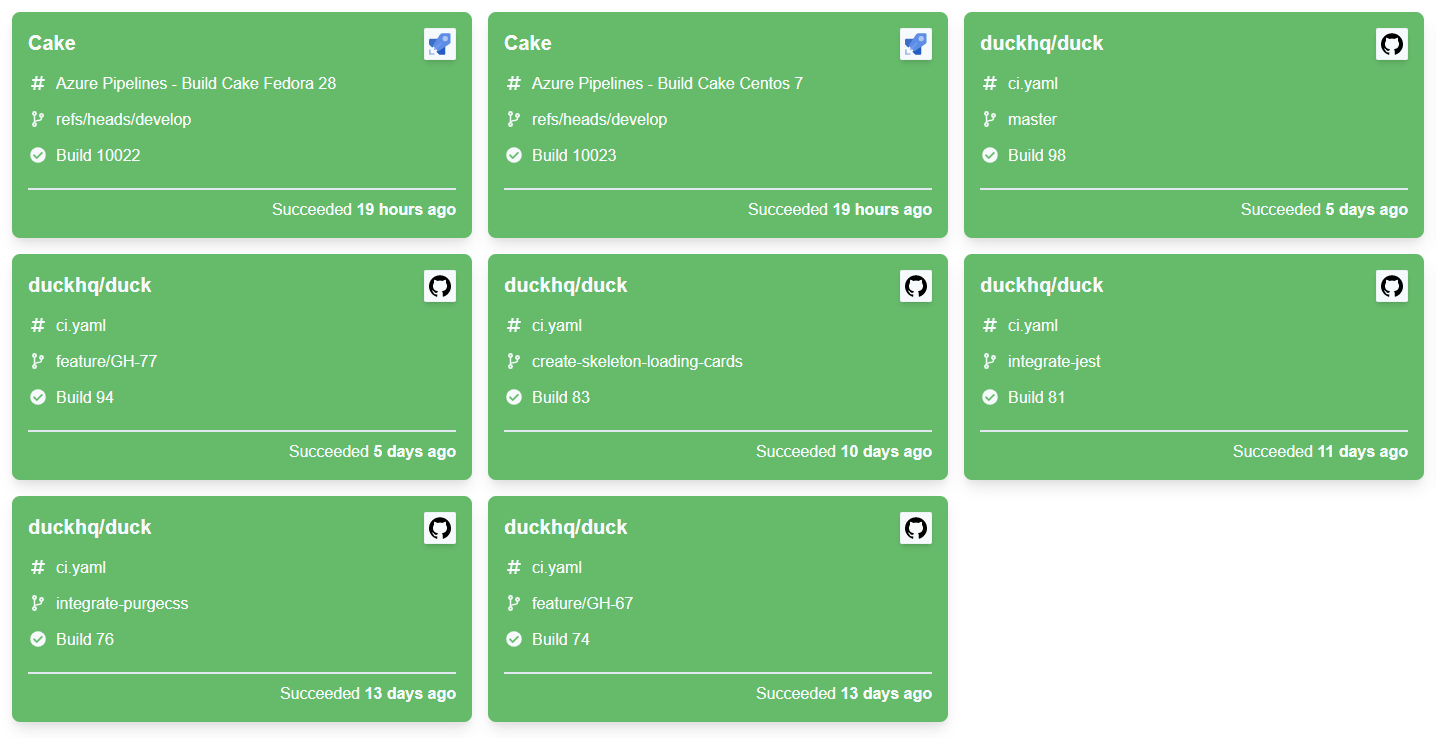 Cake
# Azure Pipelines - Build Cake Fedora 28
refs/heads/develop
Build 10022
Succeeded 19 hours ago
Cake
# Azure Pipelines - Build Cake Centos 7
refs/heads/develop
Build 10023
Succeeded 19 hours ago
duckhq/duck
# ci.yaml
master
Build 98
Succeeded 5 days ago
duckhq/duck
# ci.yaml
feature/GH-77
Build 94
Succeeded 5 days ago
duckhq/duck
# ci.yaml
create-skeleton-loading-cards
Build 83
Succeeded 10 days ago
duckhq/duck
# ci.yaml
integrate-jest
Build 81
Succeeded 11 days ago
duckhq/duck
# ci.yaml
integrate-purgecss
Build 76
Succeeded 13 days ago
duckhq/duck
# ci.yaml
feature/GH-67
Build 74
Succeeded 13 days ago